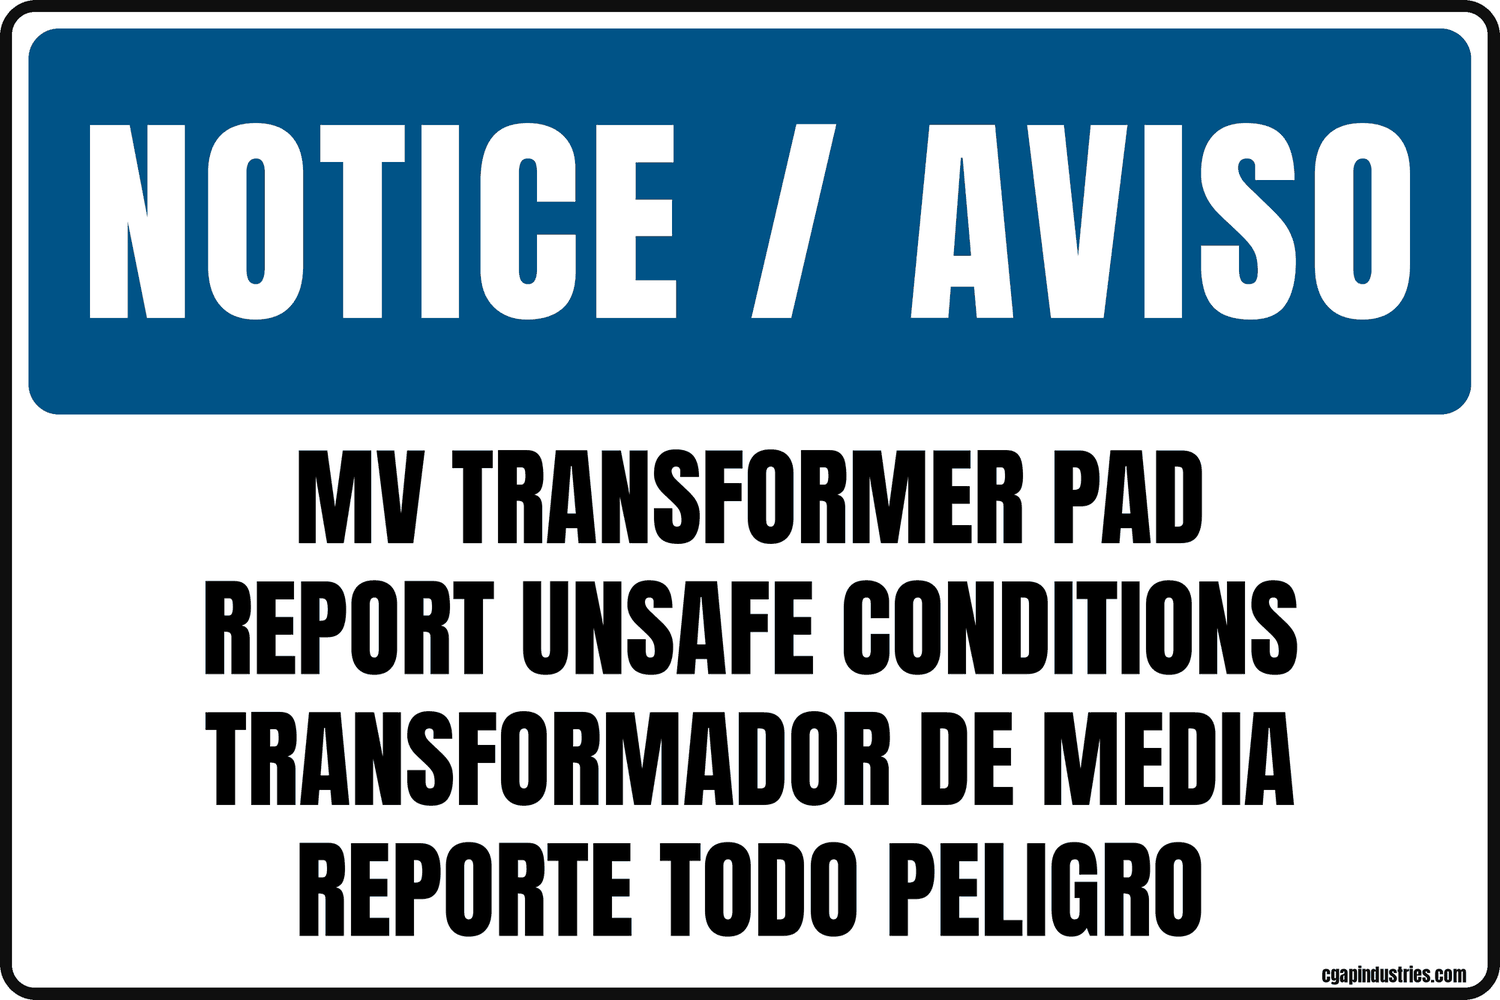 NOTICE / AVISO
MV TRANSFORMER PAD
REPORT UNSAFE CONDITIONS
TRANSFORMADOR DE MEDIA
REPORTE TODO PELIGRO
cgapindustries.com